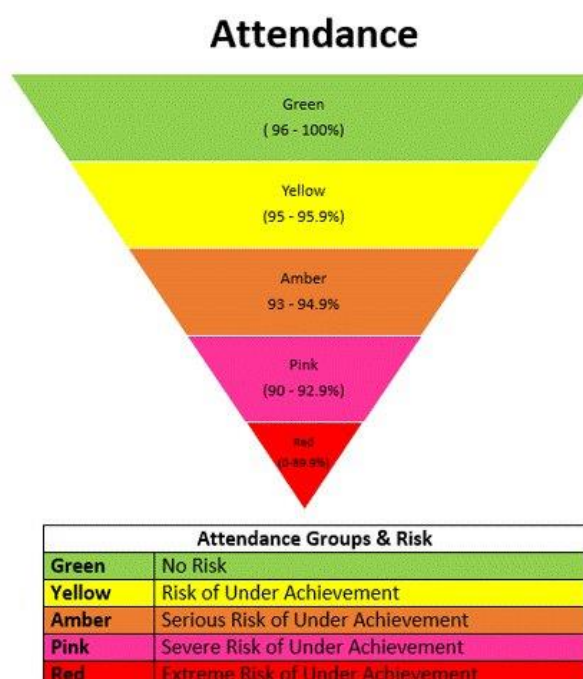 Attendance
Green
( 96 - 100%)
Yellow
(95 - 95.9%)
Amber
93 - 94.9%
Pink
(90 - 92.9%)
Red
(0-89.9%)
Attendance Groups & Risk
Green No Risk
Yellow Risk of Under Achievement
Amber Serious Risk of Under Achievement
Pink Severe Risk of Under Achievement
Red Extreme Risk of Under Achievement